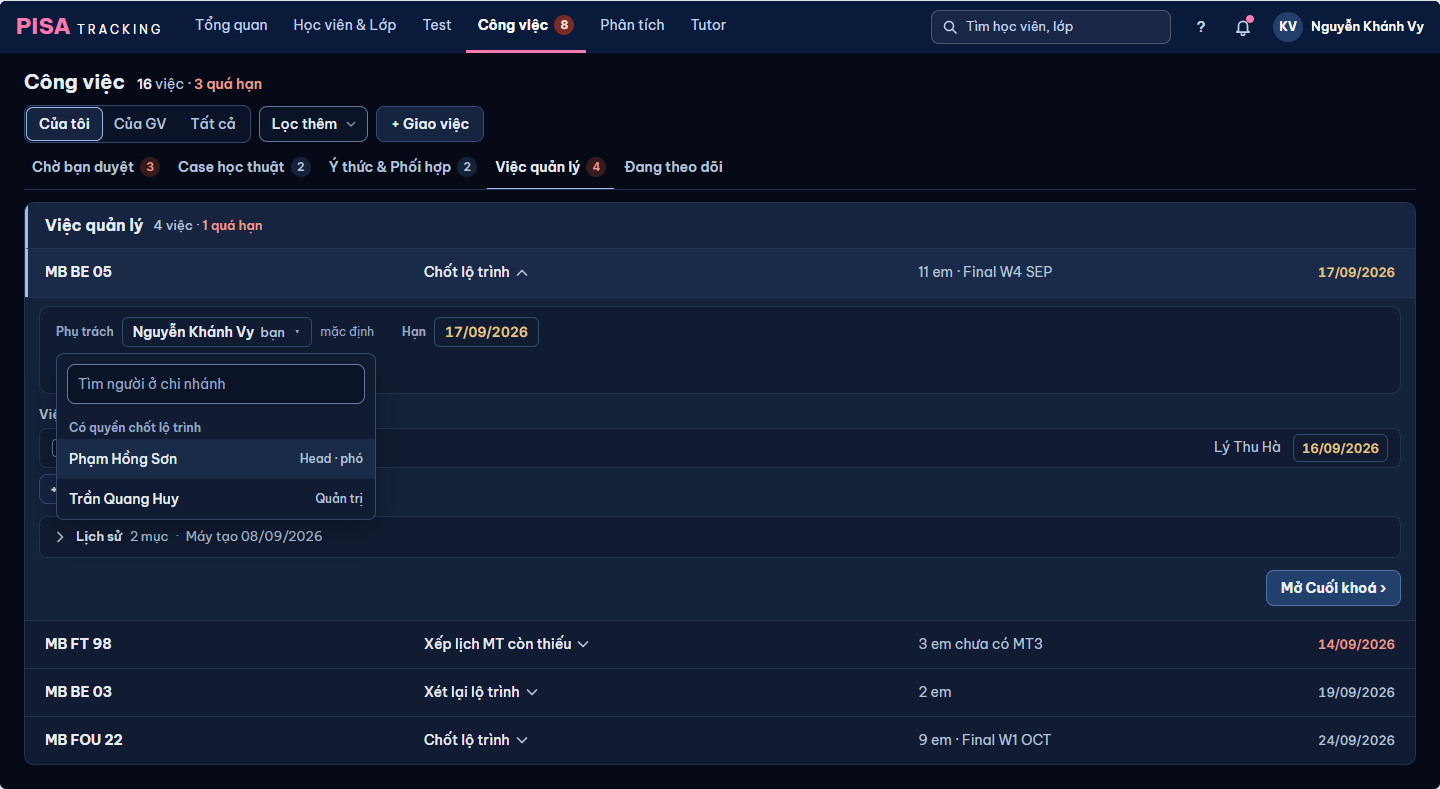 PISA TRACKING Tổng quan Học viên & Lớp Test Công việc 8 Phân tích Tutor Tìm học viên, lớp ? KV Nguyễn Khánh Vy
Công việc 16 việc · 3 quá hạn
Của tôi Của GV Tất cả Lọc thêm + Giao việc
Chờ bạn duyệt 3 Case học thuật 2 Ý thức & Phối hợp 2 Việc quản lý 4 Đang theo dõi
Việc quản lý 4 việc · 1 quá hạn
MB BE 05 Chốt lộ trình 11 em · Final W4 SEP 17/09/2026
Phụ trách Nguyễn Khánh Vy bạn · mặc định Hạn 17/09/2026
Tìm người ở chi nhánh
Có quyền chốt lộ trình
Phạm Hồng Sơn Head · phó
Lý Thu Hà 16/09/2026
Trần Quang Huy Quản trị
Lịch sử 2 mục · Máy tạo 08/09/2026
Mở Cuối khoá ›
MB FT 98 Xếp lịch MT còn thiếu 3 em chưa có MT3 14/09/2026
MB BE 03 Xét lại lộ trình 2 em 19/09/2026
MB FOU 22 Chốt lộ trình 9 em · Final W1 OCT 24/09/2026